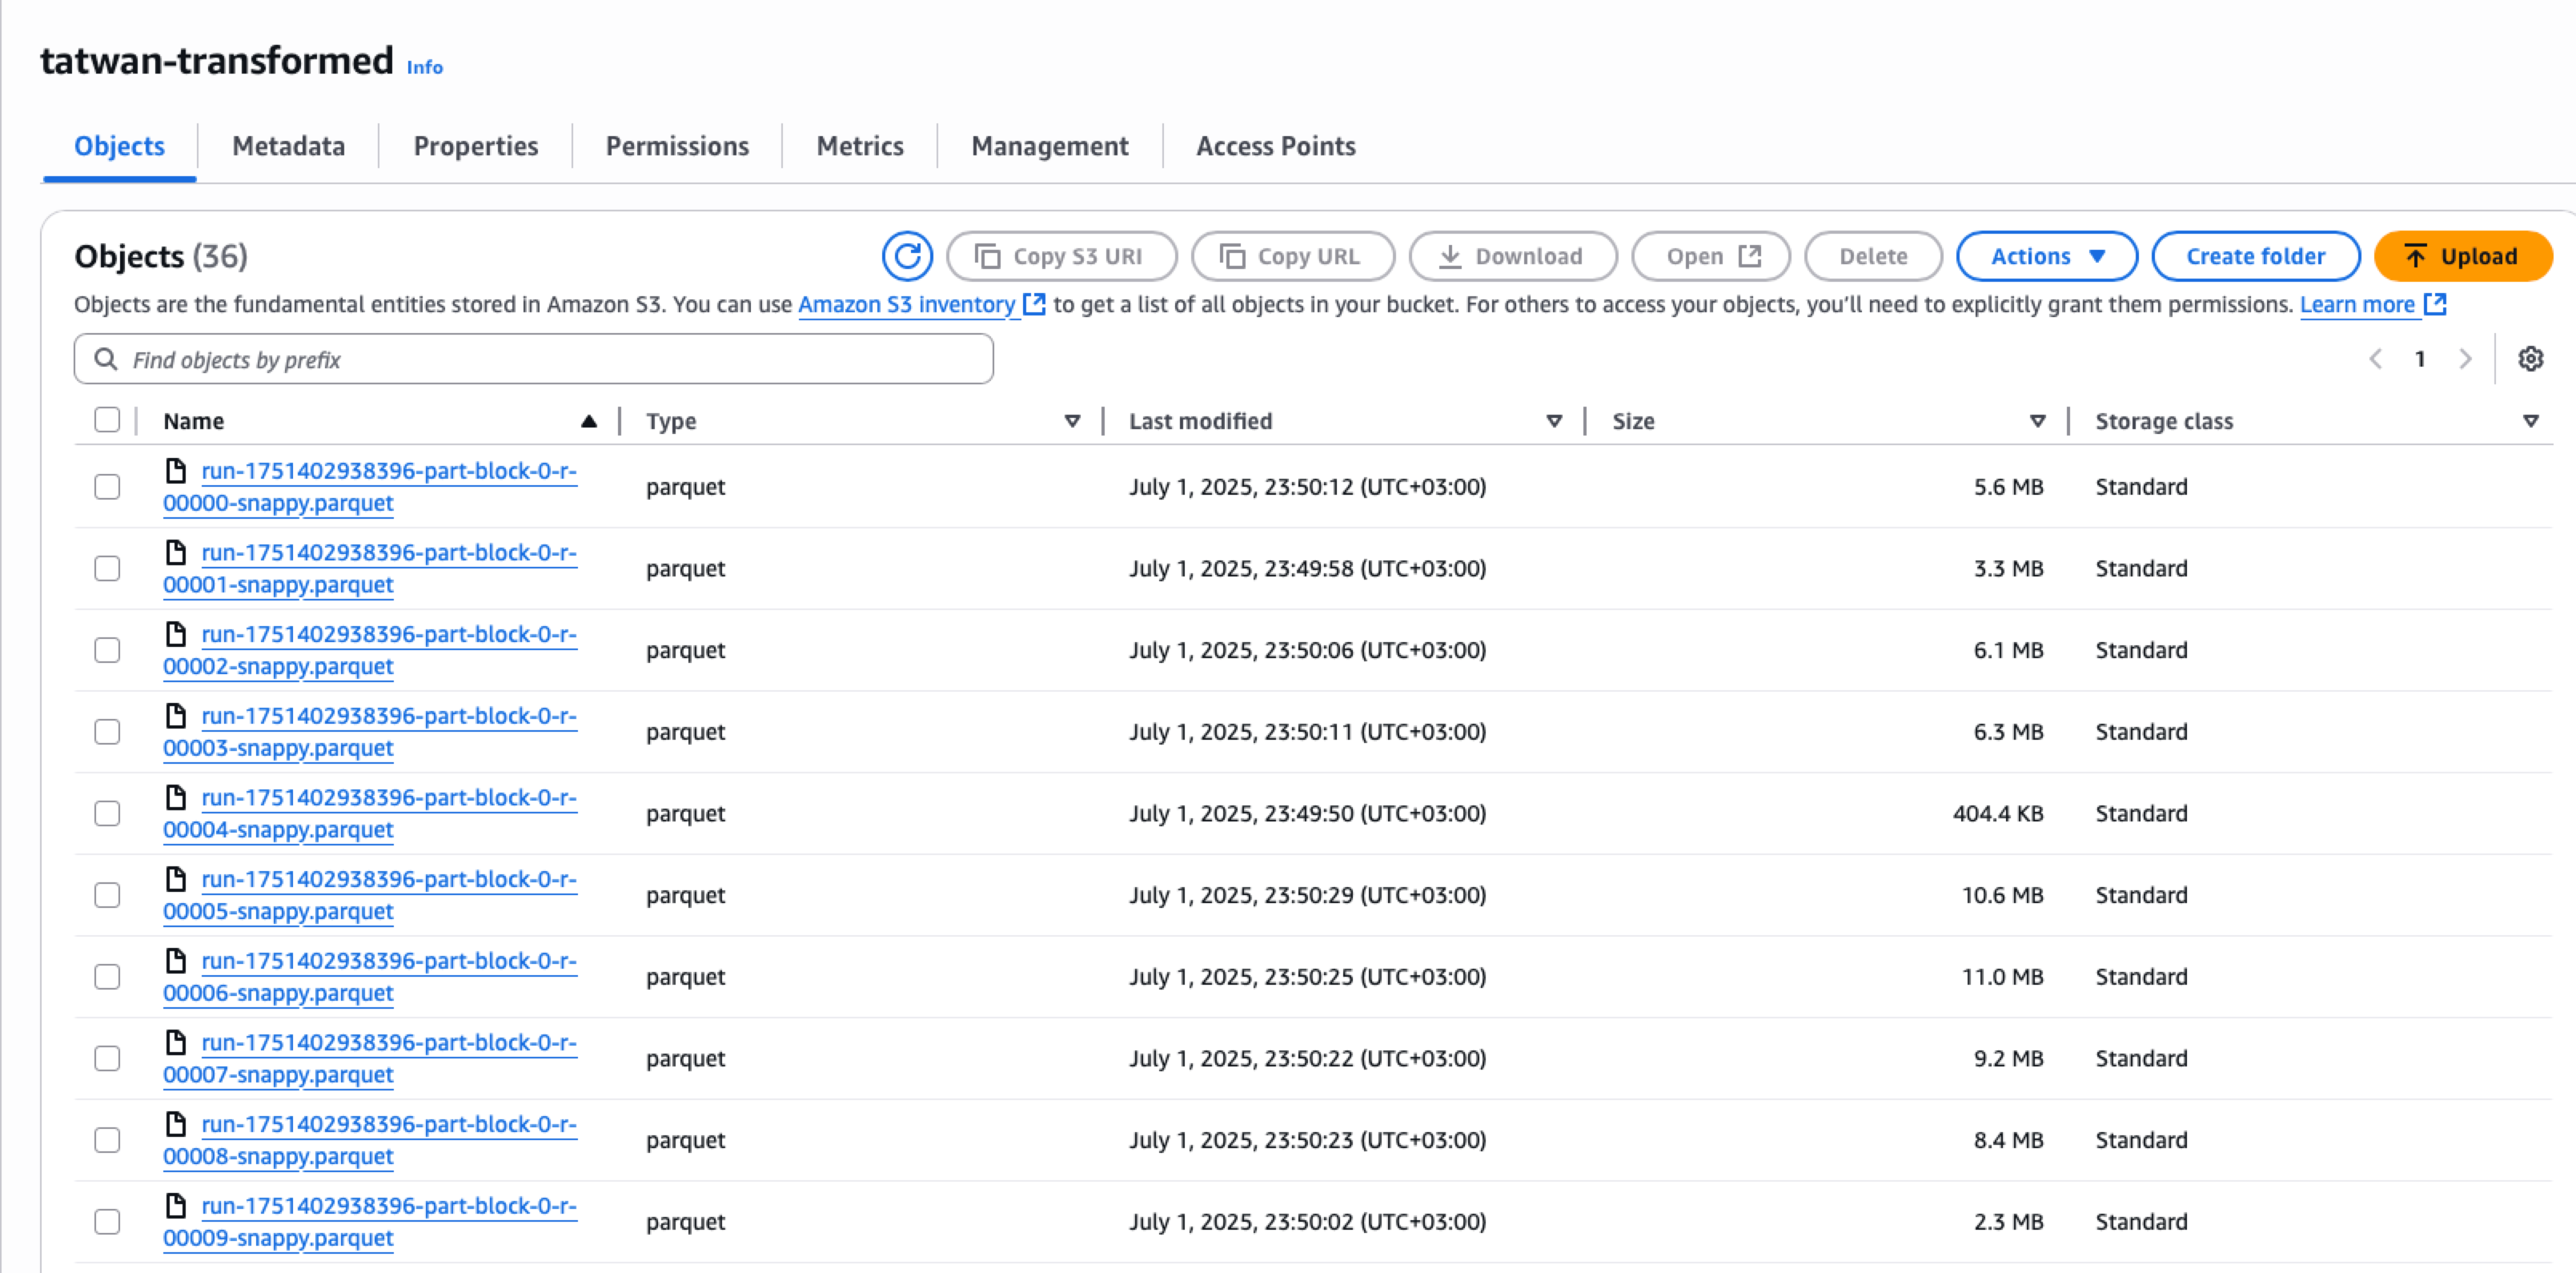 tatwan-transformed Info
Objects Metadata Properties Permissions Metrics Management Access Points
Objects (36) Copy S3 URI Copy URL Download Open Delete Actions Create folder Upload
Objects are the fundamental entities stored in Amazon S3. You can use Amazon S3 inventory to get a list of all objects in your bucket. For others to access your objects, you'll need to explicitly grant them permissions. Learn more
Find objects by prefix 1
Name Type Last modified Size Storage class
run-1751402938396-part-block-0-r-
00000-snappy.parquet parquet July 1, 2025, 23:50:12 (UTC+03:00) 5.6 MB Standard
run-1751402938396-part-block-0-r-
00001-snappy.parquet parquet July 1, 2025, 23:49:58 (UTC+03:00) 3.3 MB Standard
run-1751402938396-part-block-0-r-
00002-snappy.parquet parquet July 1, 2025, 23:50:06 (UTC+03:00) 6.1 MB Standard
run-1751402938396-part-block-0-r-
00003-snappy.parquet parquet July 1, 2025, 23:50:11 (UTC+03:00) 6.3 MB Standard
run-1751402938396-part-block-0-r-
00004-snappy.parquet parquet July 1, 2025, 23:49:50 (UTC+03:00) 404.4 KB Standard
run-1751402938396-part-block-0-r-
00005-snappy.parquet parquet July 1, 2025, 23:50:29 (UTC+03:00) 10.6 MB Standard
run-1751402938396-part-block-0-r-
00006-snappy.parquet parquet July 1, 2025, 23:50:25 (UTC+03:00) 11.0 MB Standard
run-1751402938396-part-block-0-r-
00007-snappy.parquet parquet July 1, 2025, 23:50:22 (UTC+03:00) 9.2 MB Standard
run-1751402938396-part-block-0-r-
00008-snappy.parquet parquet July 1, 2025, 23:50:23 (UTC+03:00) 8.4 MB Standard
run-1751402938396-part-block-0-r-
00009-snappy.parquet parquet July 1, 2025, 23:50:02 (UTC+03:00) 2.3 MB Standard